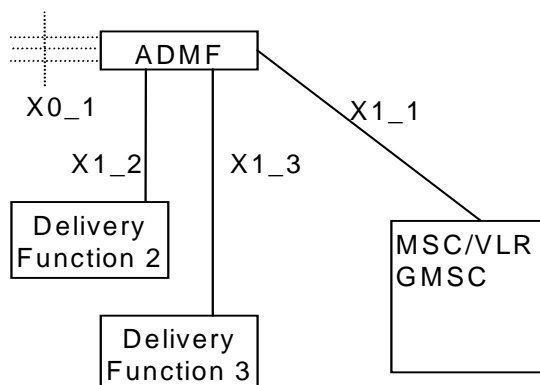 ADMF
X0_1
X1_1
X1_2
X1_3
Delivery
Function 2
MSC/VLR
GMSC
Delivery
Function 3